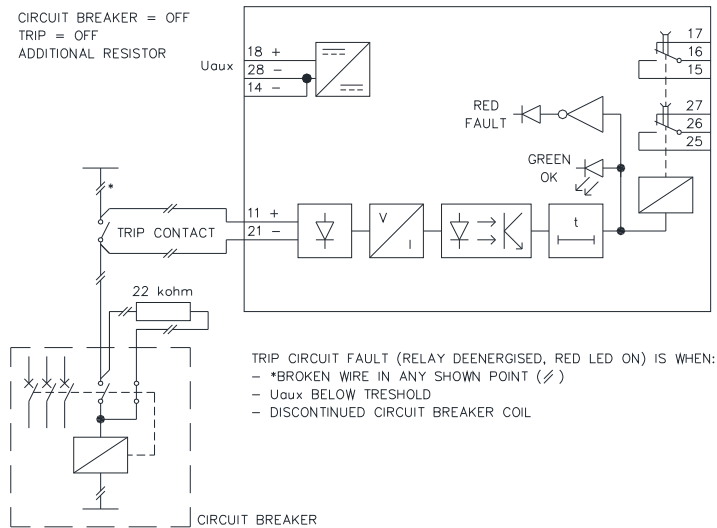 CIRCUIT BREAKER = OFF
TRIP = OFF
ADDITIONAL RESISTOR
Uaux
18 +
28 -
14 -
17
16
15
27
26
25
RED
FAULT
GREEN
OK
*
TRIP CONTACT
11 +
21 -
V
I
t
22 kohm
TRIP CIRCUIT FAULT (RELAY DEENERGISED, RED LED ON) IS WHEN:
- *BROKEN WIRE IN ANY SHOWN POINT (//)
- Uaux BELOW TRESHOLD
- DISCONTINUED CIRCUIT BREAKER COIL
CIRCUIT BREAKER